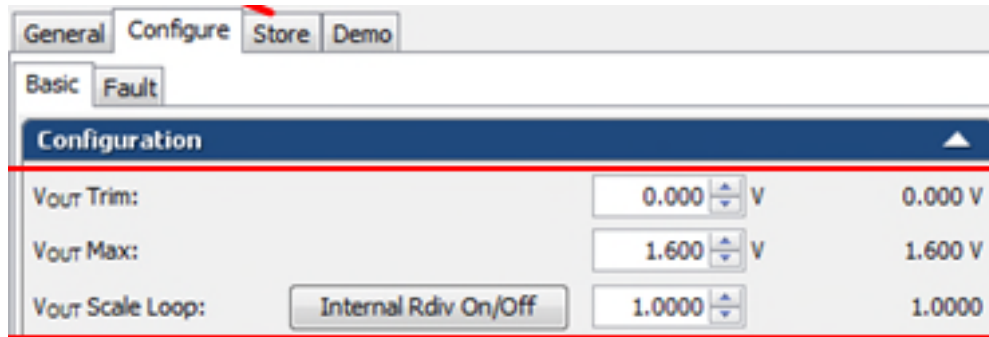 General Configure Store Demo
Basic Fault
Configuration
VOUT Trim: 0.000 V 0.000 V
VOUT Max: 1.600 V 1.600 V
VOUT Scale Loop: Internal Rdiv On/Off 1.0000 1.0000